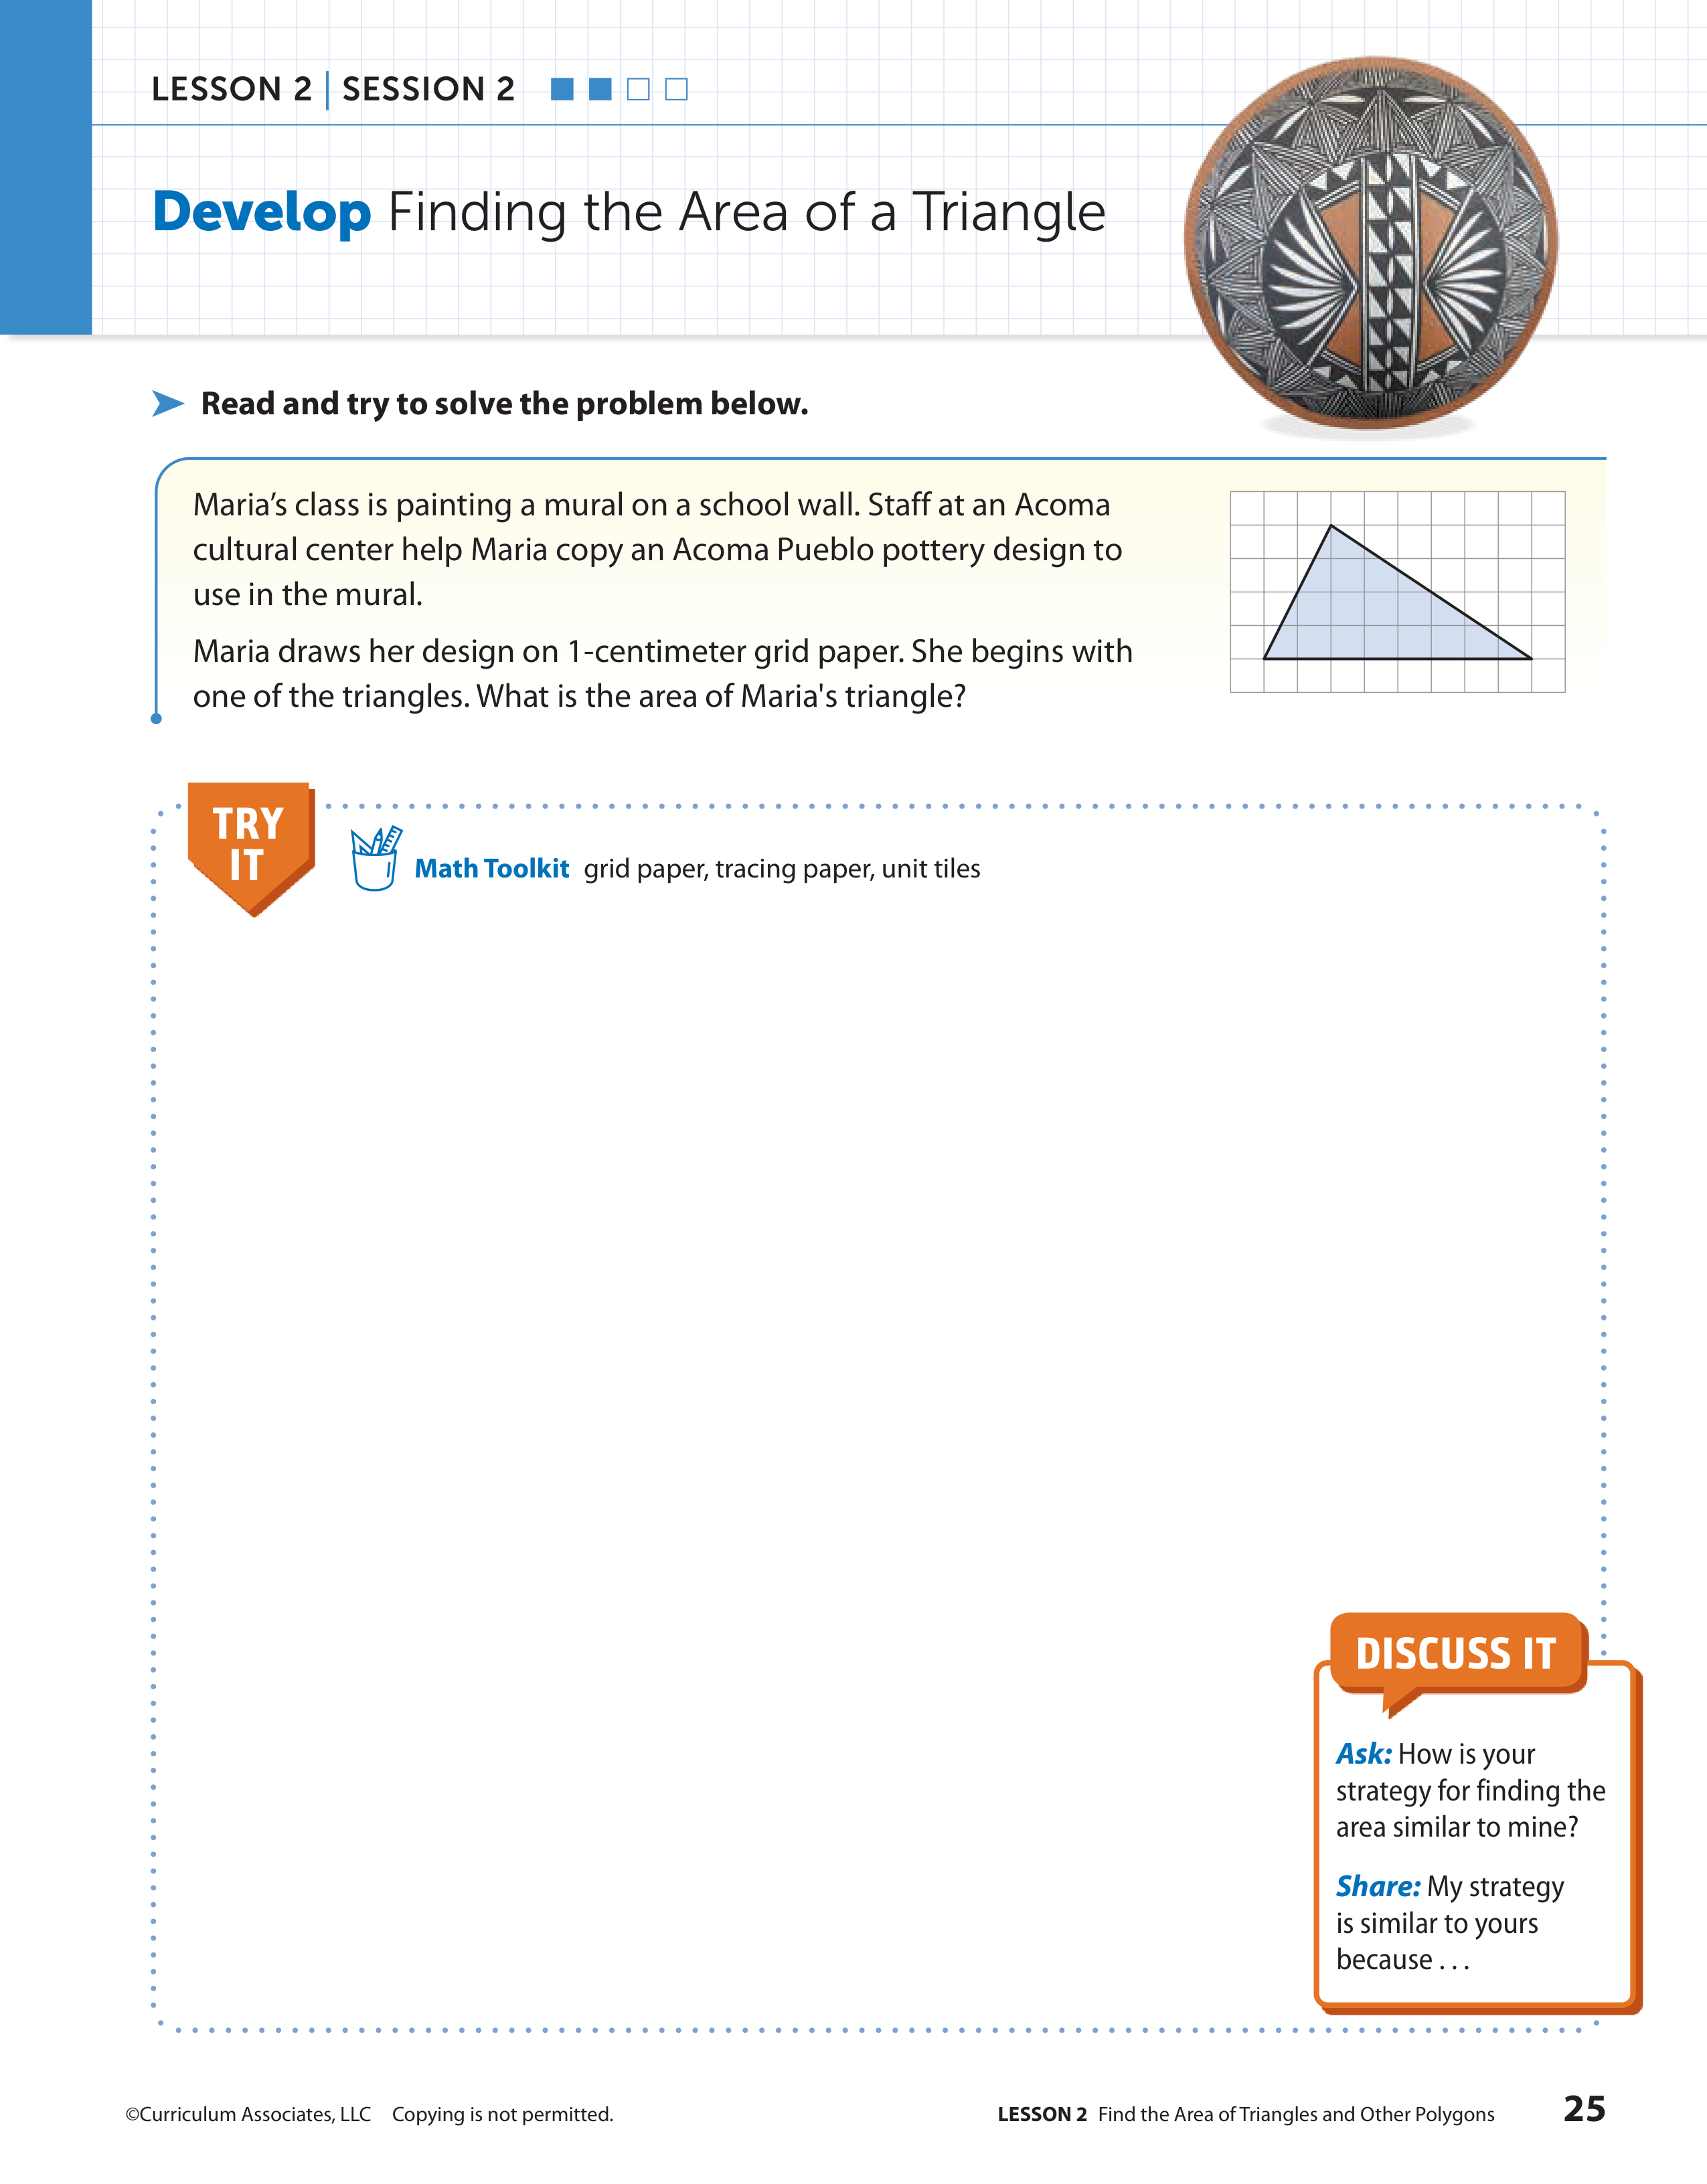 LESSON 2 | SESSION 2
Develop Finding the Area of a Triangle
Read and try to solve the problem below.
Maria’s class is painting a mural on a school wall. Staff at an Acoma
cultural center help Maria copy an Acoma Pueblo pottery design to
use in the mural.
Maria draws her design on 1-centimeter grid paper. She begins with
one of the triangles. What is the area of Maria's triangle?
TRY
IT
Math Toolkit grid paper, tracing paper, unit tiles
DISCUSS IT
Ask: How is your
strategy for finding the
area similar to mine?
Share: My strategy
is similar to yours
because . . .
©Curriculum Associates, LLC Copying is not permitted.
LESSON 2 Find the Area of Triangles and Other Polygons 25